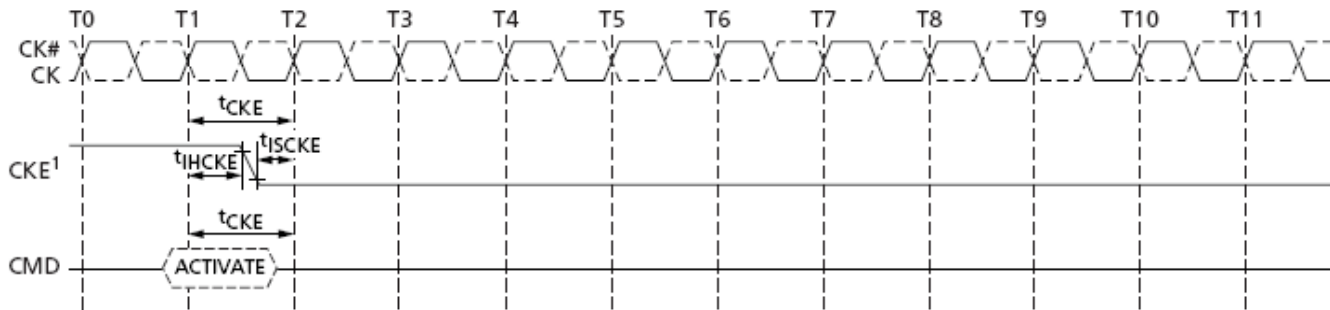 T0 T1 T2 T3 T4 T5 T6 T7 T8 T9 T10 T11
CK#
CK
tCKE
tISCKE
tIHCKE
CKE1
tCKE
CMD ACTIVATE